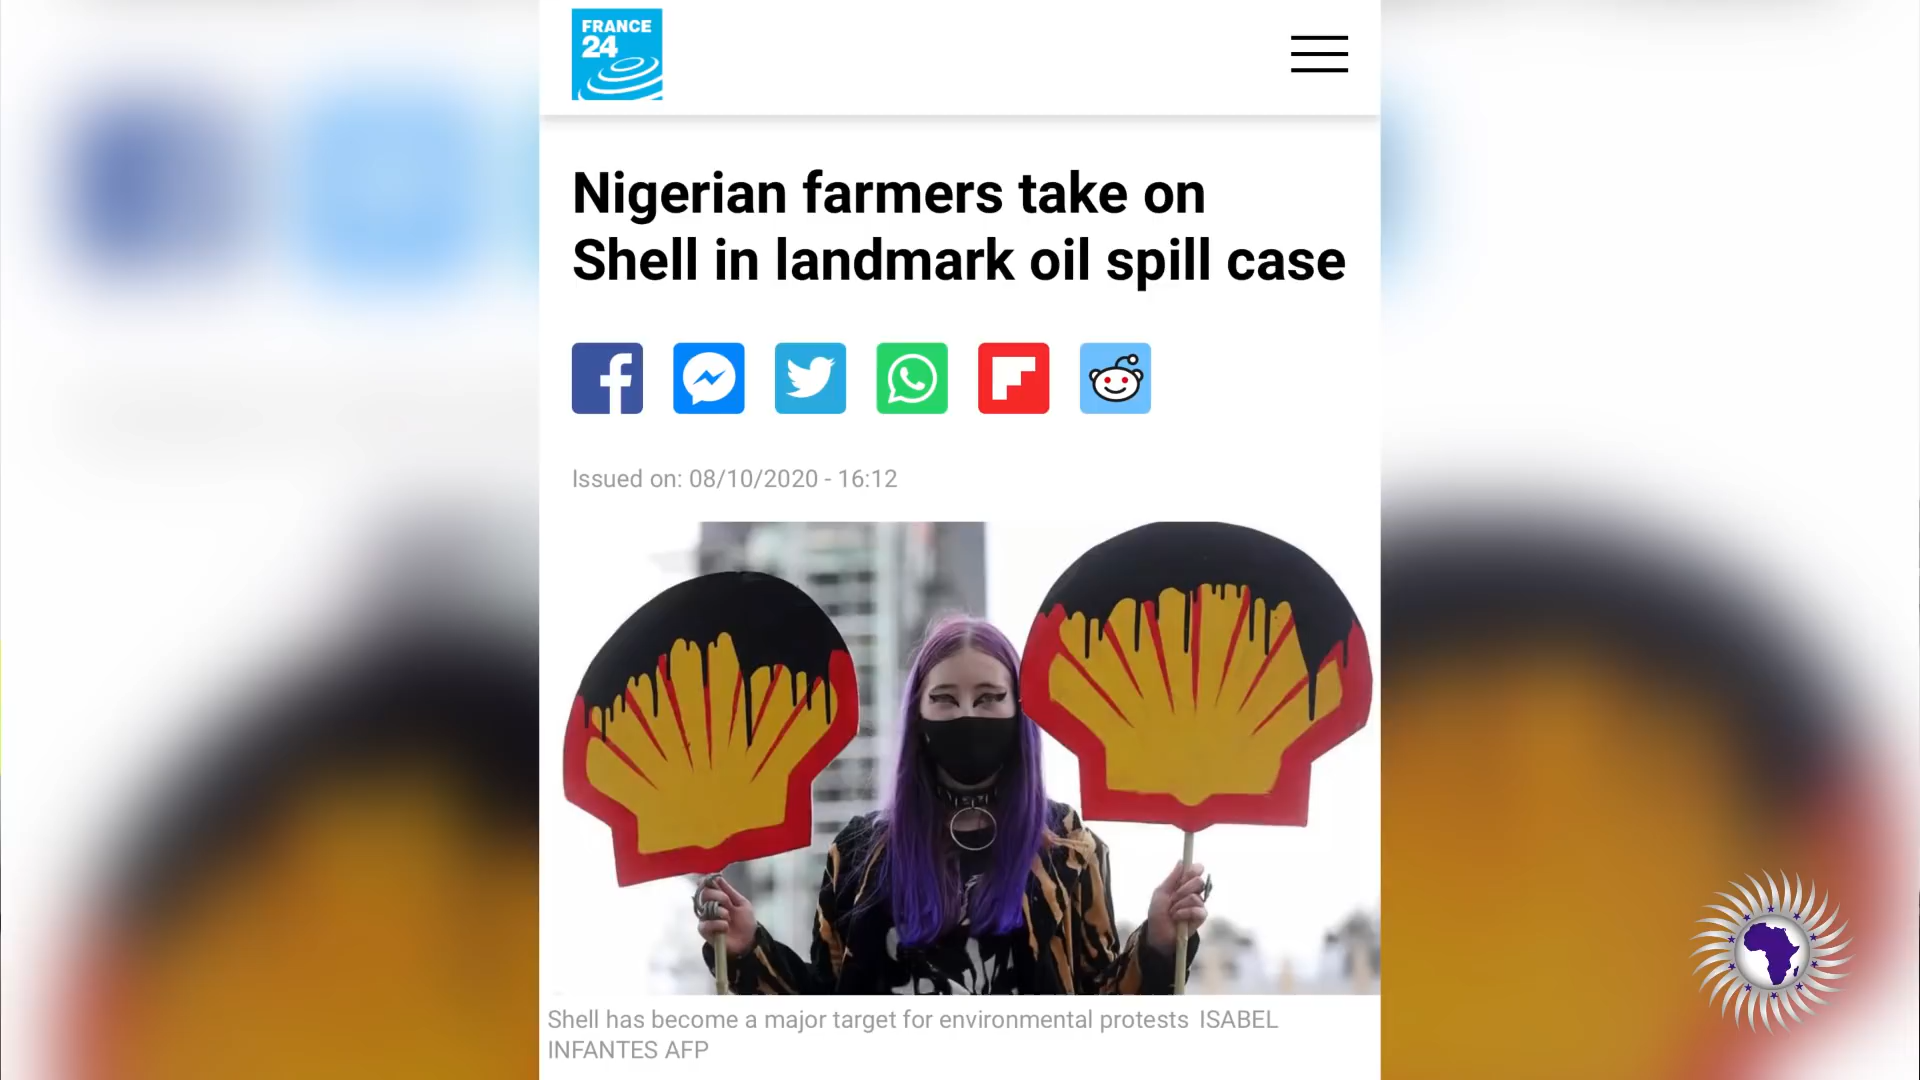 FRANCE
24
Nigerian farmers take on
Shell in landmark oil spill case
Issued on: 08/10/2020 - 16:12
Shell has become a major target for environmental protests ISABEL
INFANTES AFP